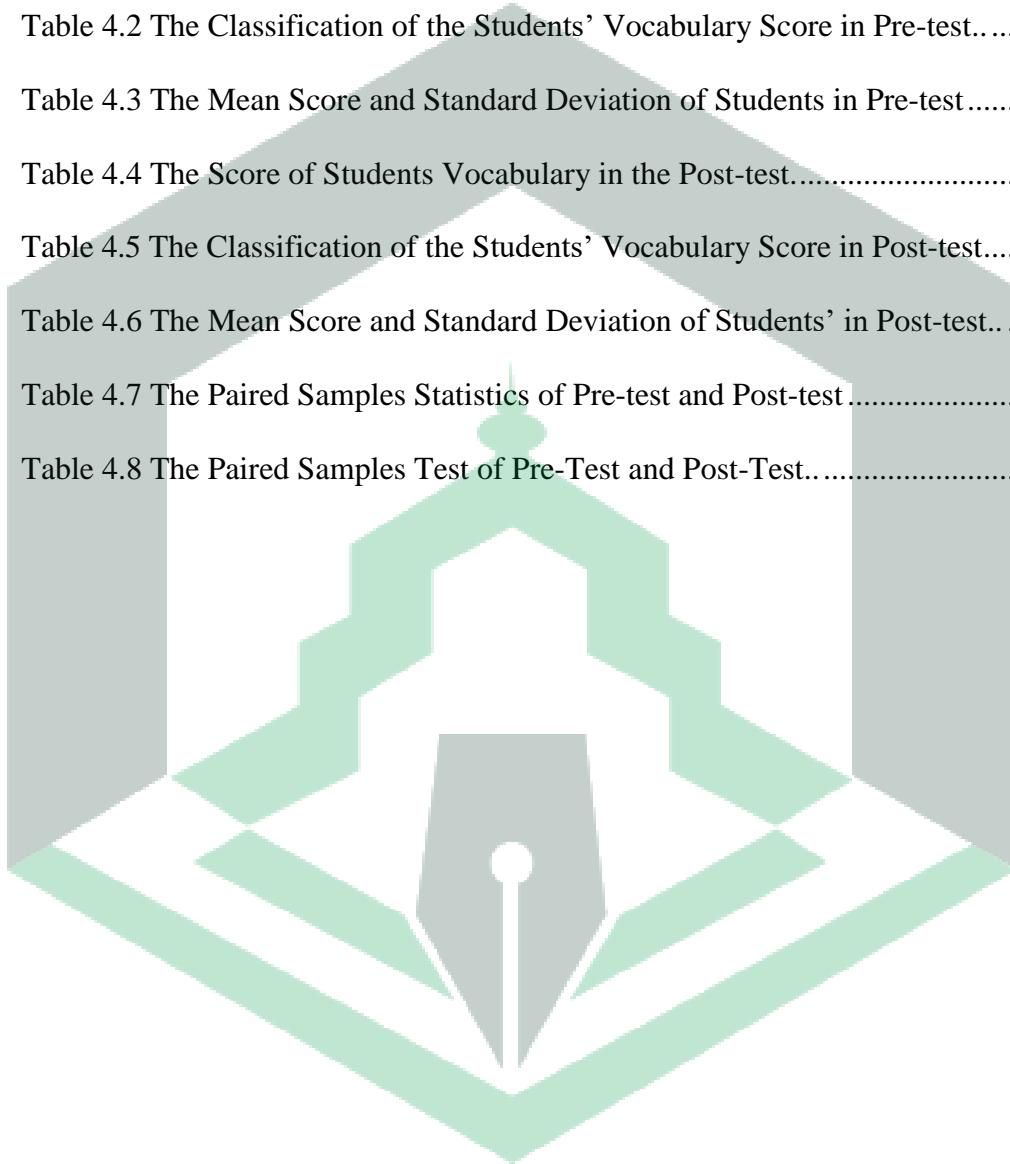 Table 4.2 The Classification of the Students’ Vocabulary Score in Pre-test.....
Table 4.3 The Mean Score and Standard Deviation of Students in Pre-test......
Table 4.4 The Score of Students Vocabulary in the Post-test.........................
Table 4.5 The Classification of the Students’ Vocabulary Score in Post-test....
Table 4.6 The Mean Score and Standard Deviation of Students’ in Post-test...
Table 4.7 The Paired Samples Statistics of Pre-test and Post-test...................
Table 4.8 The Paired Samples Test of Pre-Test and Post-Test........................